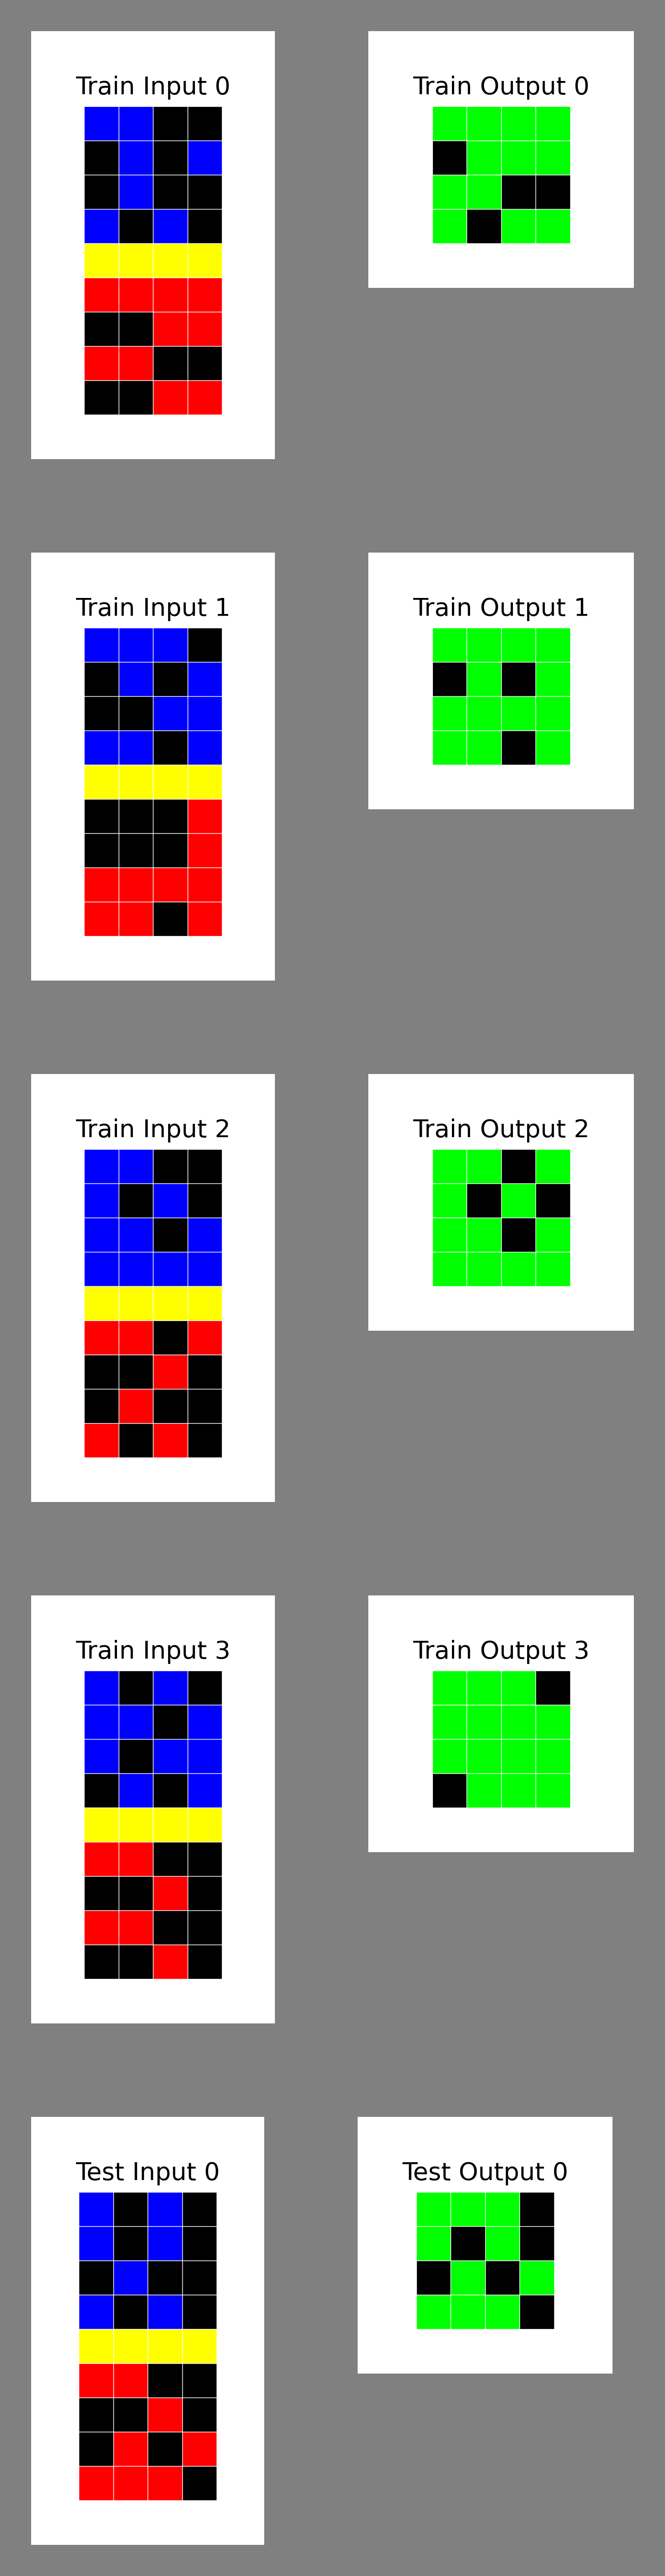 Train Input 0
Train Output 0
Train Input 1
Train Output 1
Train Input 2
Train Output 2
Train Input 3
Train Output 3
Test Input 0
Test Output 0